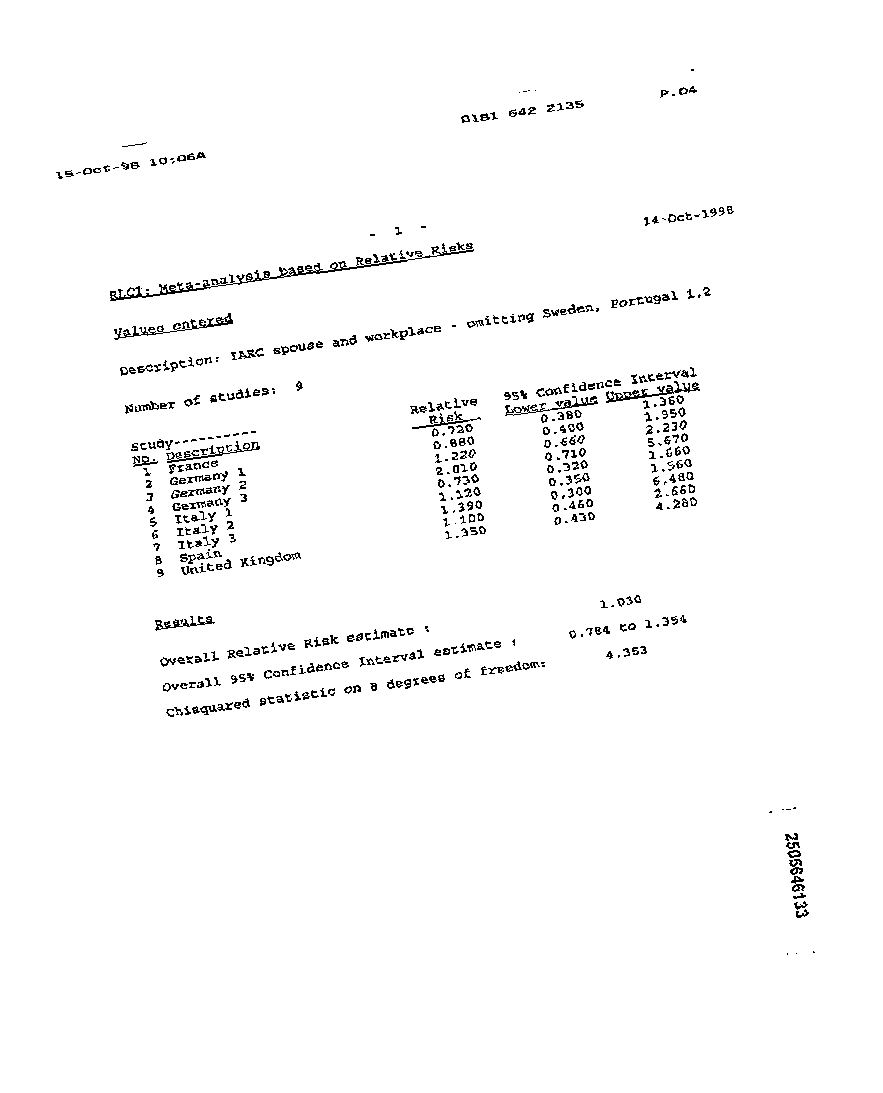 0181 642 2135 P.04
15-Oct-98 10:06A
- 1 - 14-Oct-1998
RLC1: Meta-analysis based on Relative Risks
Values entered
Description: IARC spouse and workplace - omitting Sweden, Portugal 1,2
Number of studies: 9
Study---------- Relative 95% Confidence Interval
No. Description Risk Lower value Upper value
1 France 0.720 0.380 1.360
2 Germany 1 0.880 0.400 1.950
3 Germany 2 1.220 0.660 2.230
4 Germany 3 2.010 0.710 5.670
5 Italy 1 0.730 0.320 1.660
6 Italy 2 1.120 0.350 1.560
7 Italy 3 1.390 0.300 6.480
8 Spain 1.100 0.460 2.660
9 United Kingdom 1.350 0.430 4.280
Results
Overall Relative Risk estimate : 1.030
Overall 95% Confidence Interval estimate : 0.784 to 1.354
Chisquared statistic on 8 degrees of freedom: 4.353
2505646133